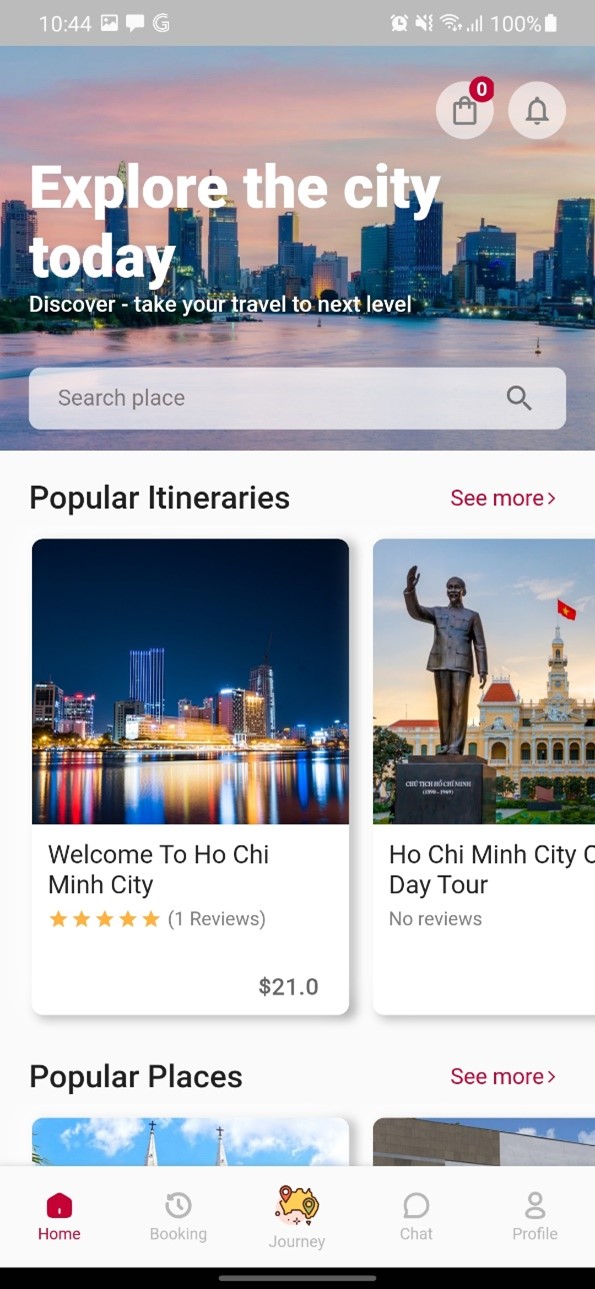 10:44
100%
0
Explore the city
today
Discover - take your travel to next level
Search place
Popular Itineraries
See more
CHỦ TỊCH HỒ CHÍ MINH
(1890 - 1969)
Welcome To Ho Chi
Minh City
(1 Reviews)
$21.0
Ho Chi Minh City O
Day Tour
No reviews
Popular Places
See more
Home
Booking
Journey
Chat
Profile